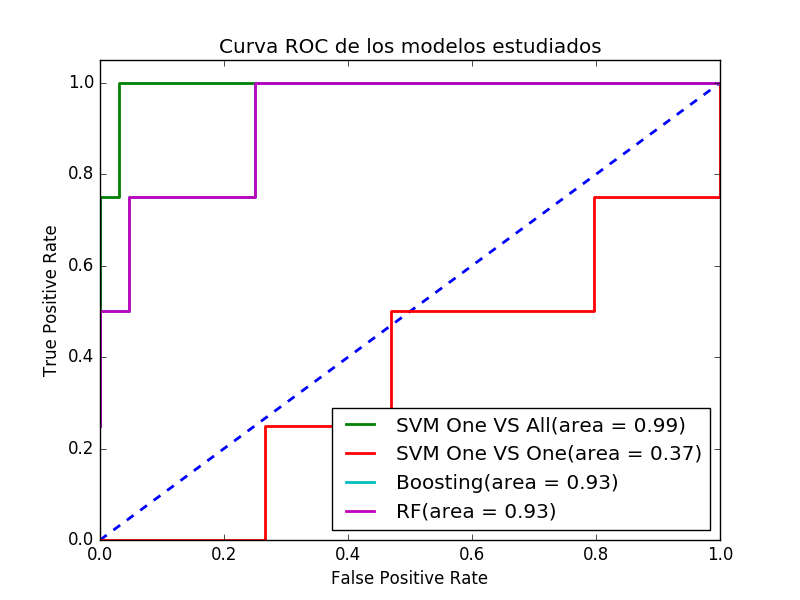 Curva ROC de los modelos estudiados
1.0
0.8
0.6
0.4
0.2
0.0
True Positive Rate
SVM One VS All(area = 0.99)
SVM One VS One(area = 0.37)
Boosting(area = 0.93)
RF(area = 0.93)
0.0 0.2 0.4 0.6 0.8 1.0
False Positive Rate